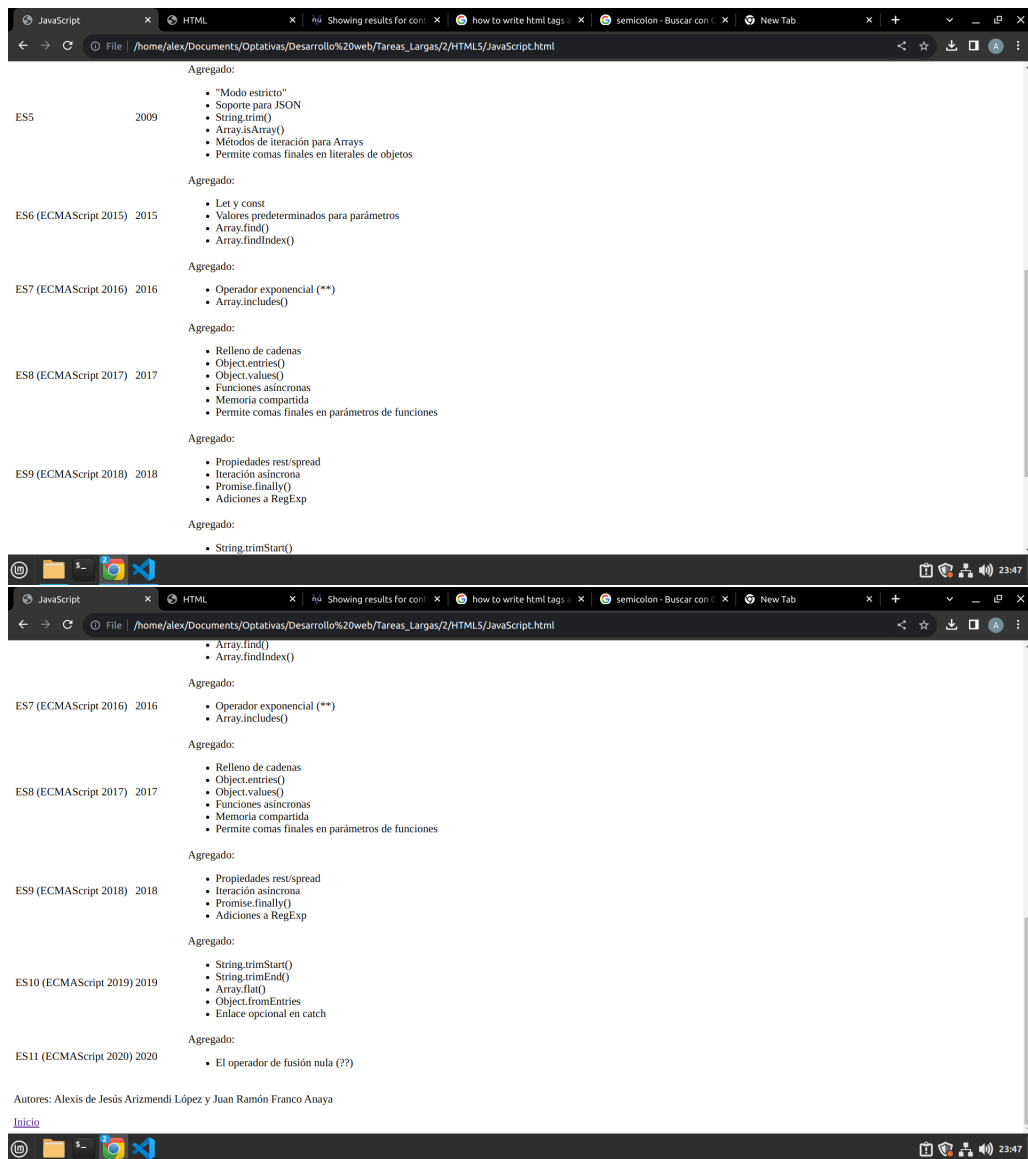 JavaScript
HTML
Showing results for cont
how to write html tags a
semicolon - Buscar con G
New Tab
File /home/alex/Documents/Optativas/Desarrollo%20web/Tareas_Largas/2/HTML5/JavaScript.html
A
Agregado:
"Modo estricto"
Soporte para JSON
String.trim()
ES5 2009
Array.isArray()
Métodos de iteración para Arrays
Permite comas finales en literales de objetos
Agregado:
Let y const
ES6 (ECMAScript 2015) 2015
Valores predeterminados para parámetros
Array.find()
Array.findIndex()
Agregado:
ES7 (ECMAScript 2016) 2016
Operador exponencial (**)
Array.includes()
Agregado:
Relleno de cadenas
Object.entries()
ES8 (ECMAScript 2017) 2017
Object.values()
Funciones asíncronas
Memoria compartida
Permite comas finales en parámetros de funciones
Agregado:
Propiedades rest/spread
ES9 (ECMAScript 2018) 2018
Iteración asíncrona
Promise.finally()
Adiciones a RegExp
Agregado:
String.trimStart()
2
23:47
JavaScript
HTML
Showing results for cont
how to write html tags a
semicolon - Buscar con G
New Tab
File /home/alex/Documents/Optativas/Desarrollo%20web/Tareas_Largas/2/HTML5/JavaScript.html
A
Array.find()
Array.findIndex()
Agregado:
ES7 (ECMAScript 2016) 2016
Operador exponencial (**)
Array.includes()
Agregado:
Relleno de cadenas
Object.entries()
ES8 (ECMAScript 2017) 2017
Object.values()
Funciones asíncronas
Memoria compartida
Permite comas finales en parámetros de funciones
Agregado:
Propiedades rest/spread
ES9 (ECMAScript 2018) 2018
Iteración asíncrona
Promise.finally()
Adiciones a RegExp
Agregado:
String.trimStart()
String.trimEnd()
ES10 (ECMAScript 2019) 2019
Array.flat()
Object.fromEntries
Enlace opcional en catch
Agregado:
ES11 (ECMAScript 2020) 2020
El operador de fusión nula (??)
Autores: Alexis de Jesús Arizmendi López y Juan Ramón Franco Anaya
Inicio
2
23:47